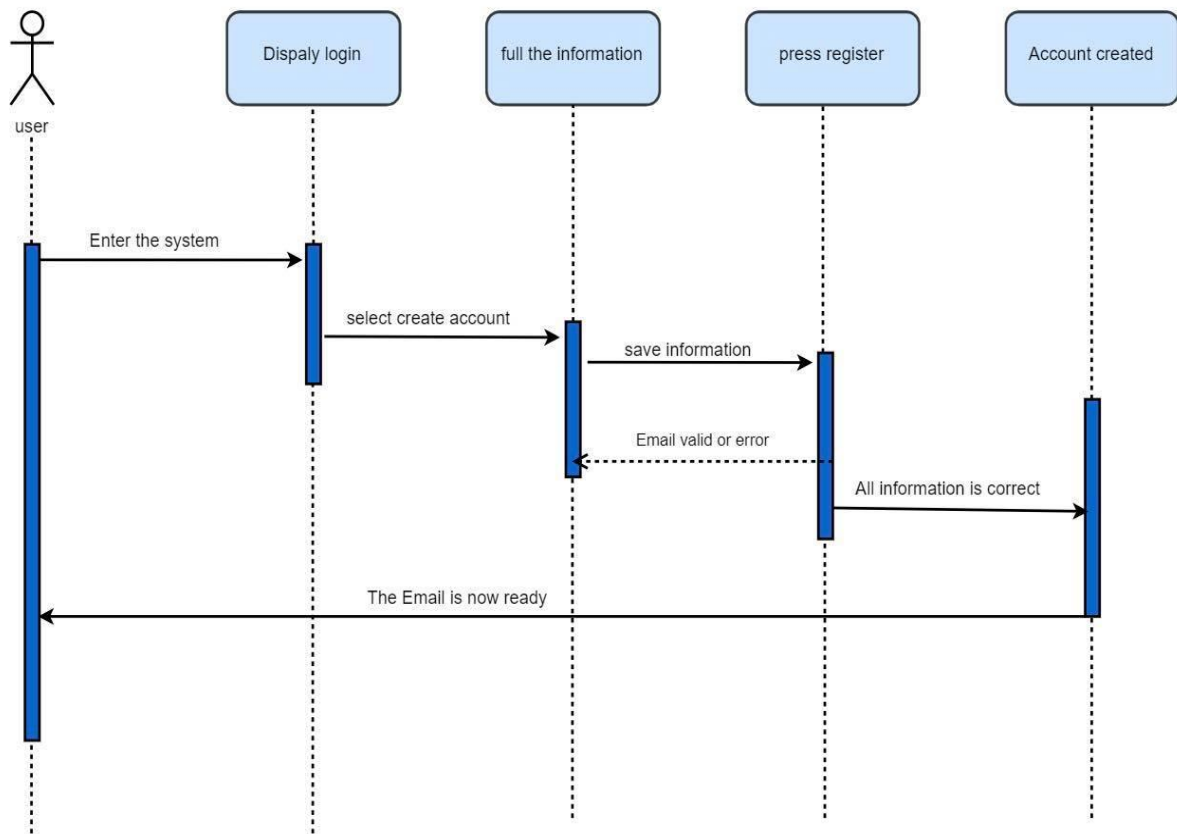 Dispaly login
full the information
press register
Account created
user
Enter the system
select create account
save information
Email valid or error
All information is correct
The Email is now ready